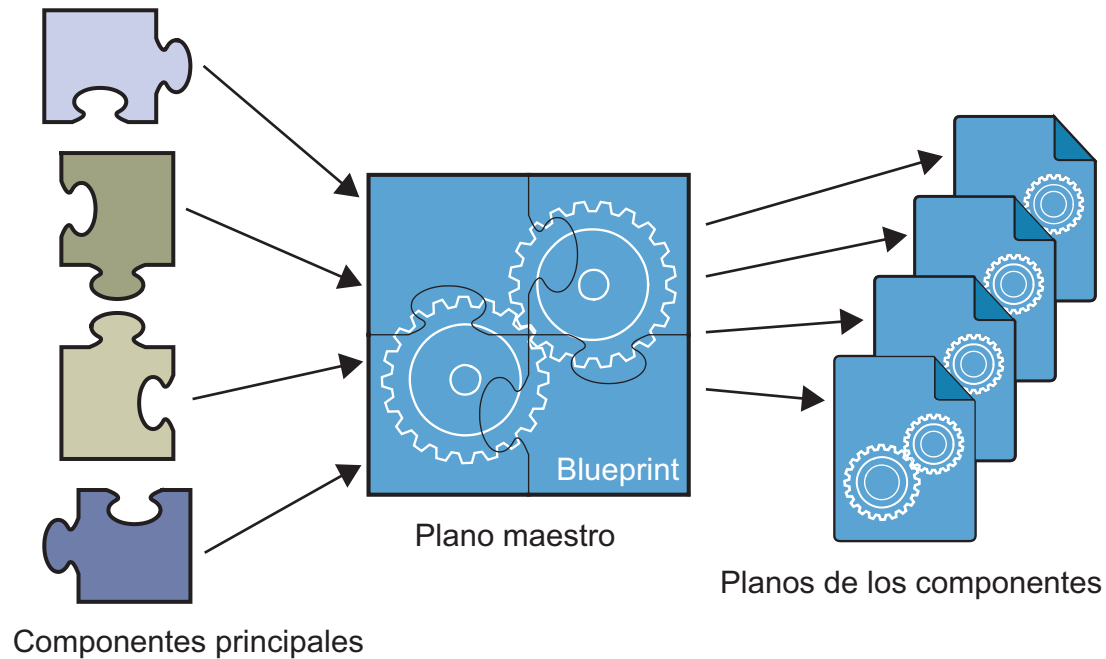 Blueprint
Plano maestro
Planos de los componentes
Componentes principales